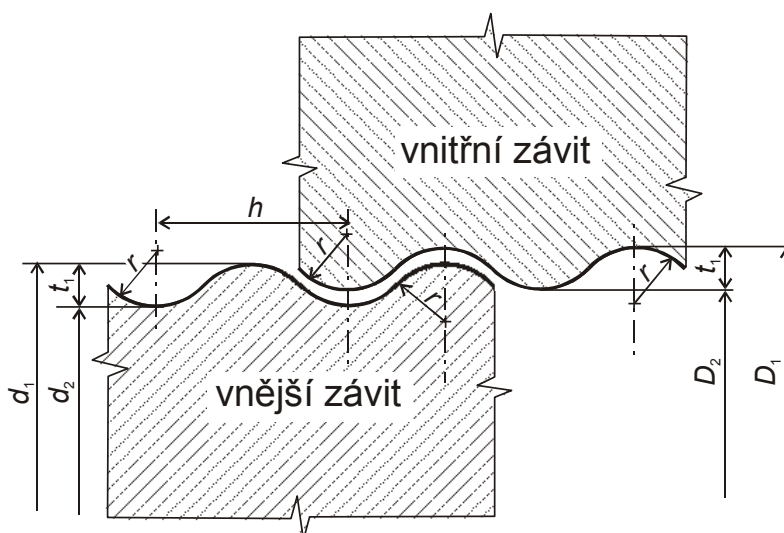 vnitřní závit
h
r
r
t₁
r
t₁
r
d₁
d₂
vnější závit
D₂
D₁